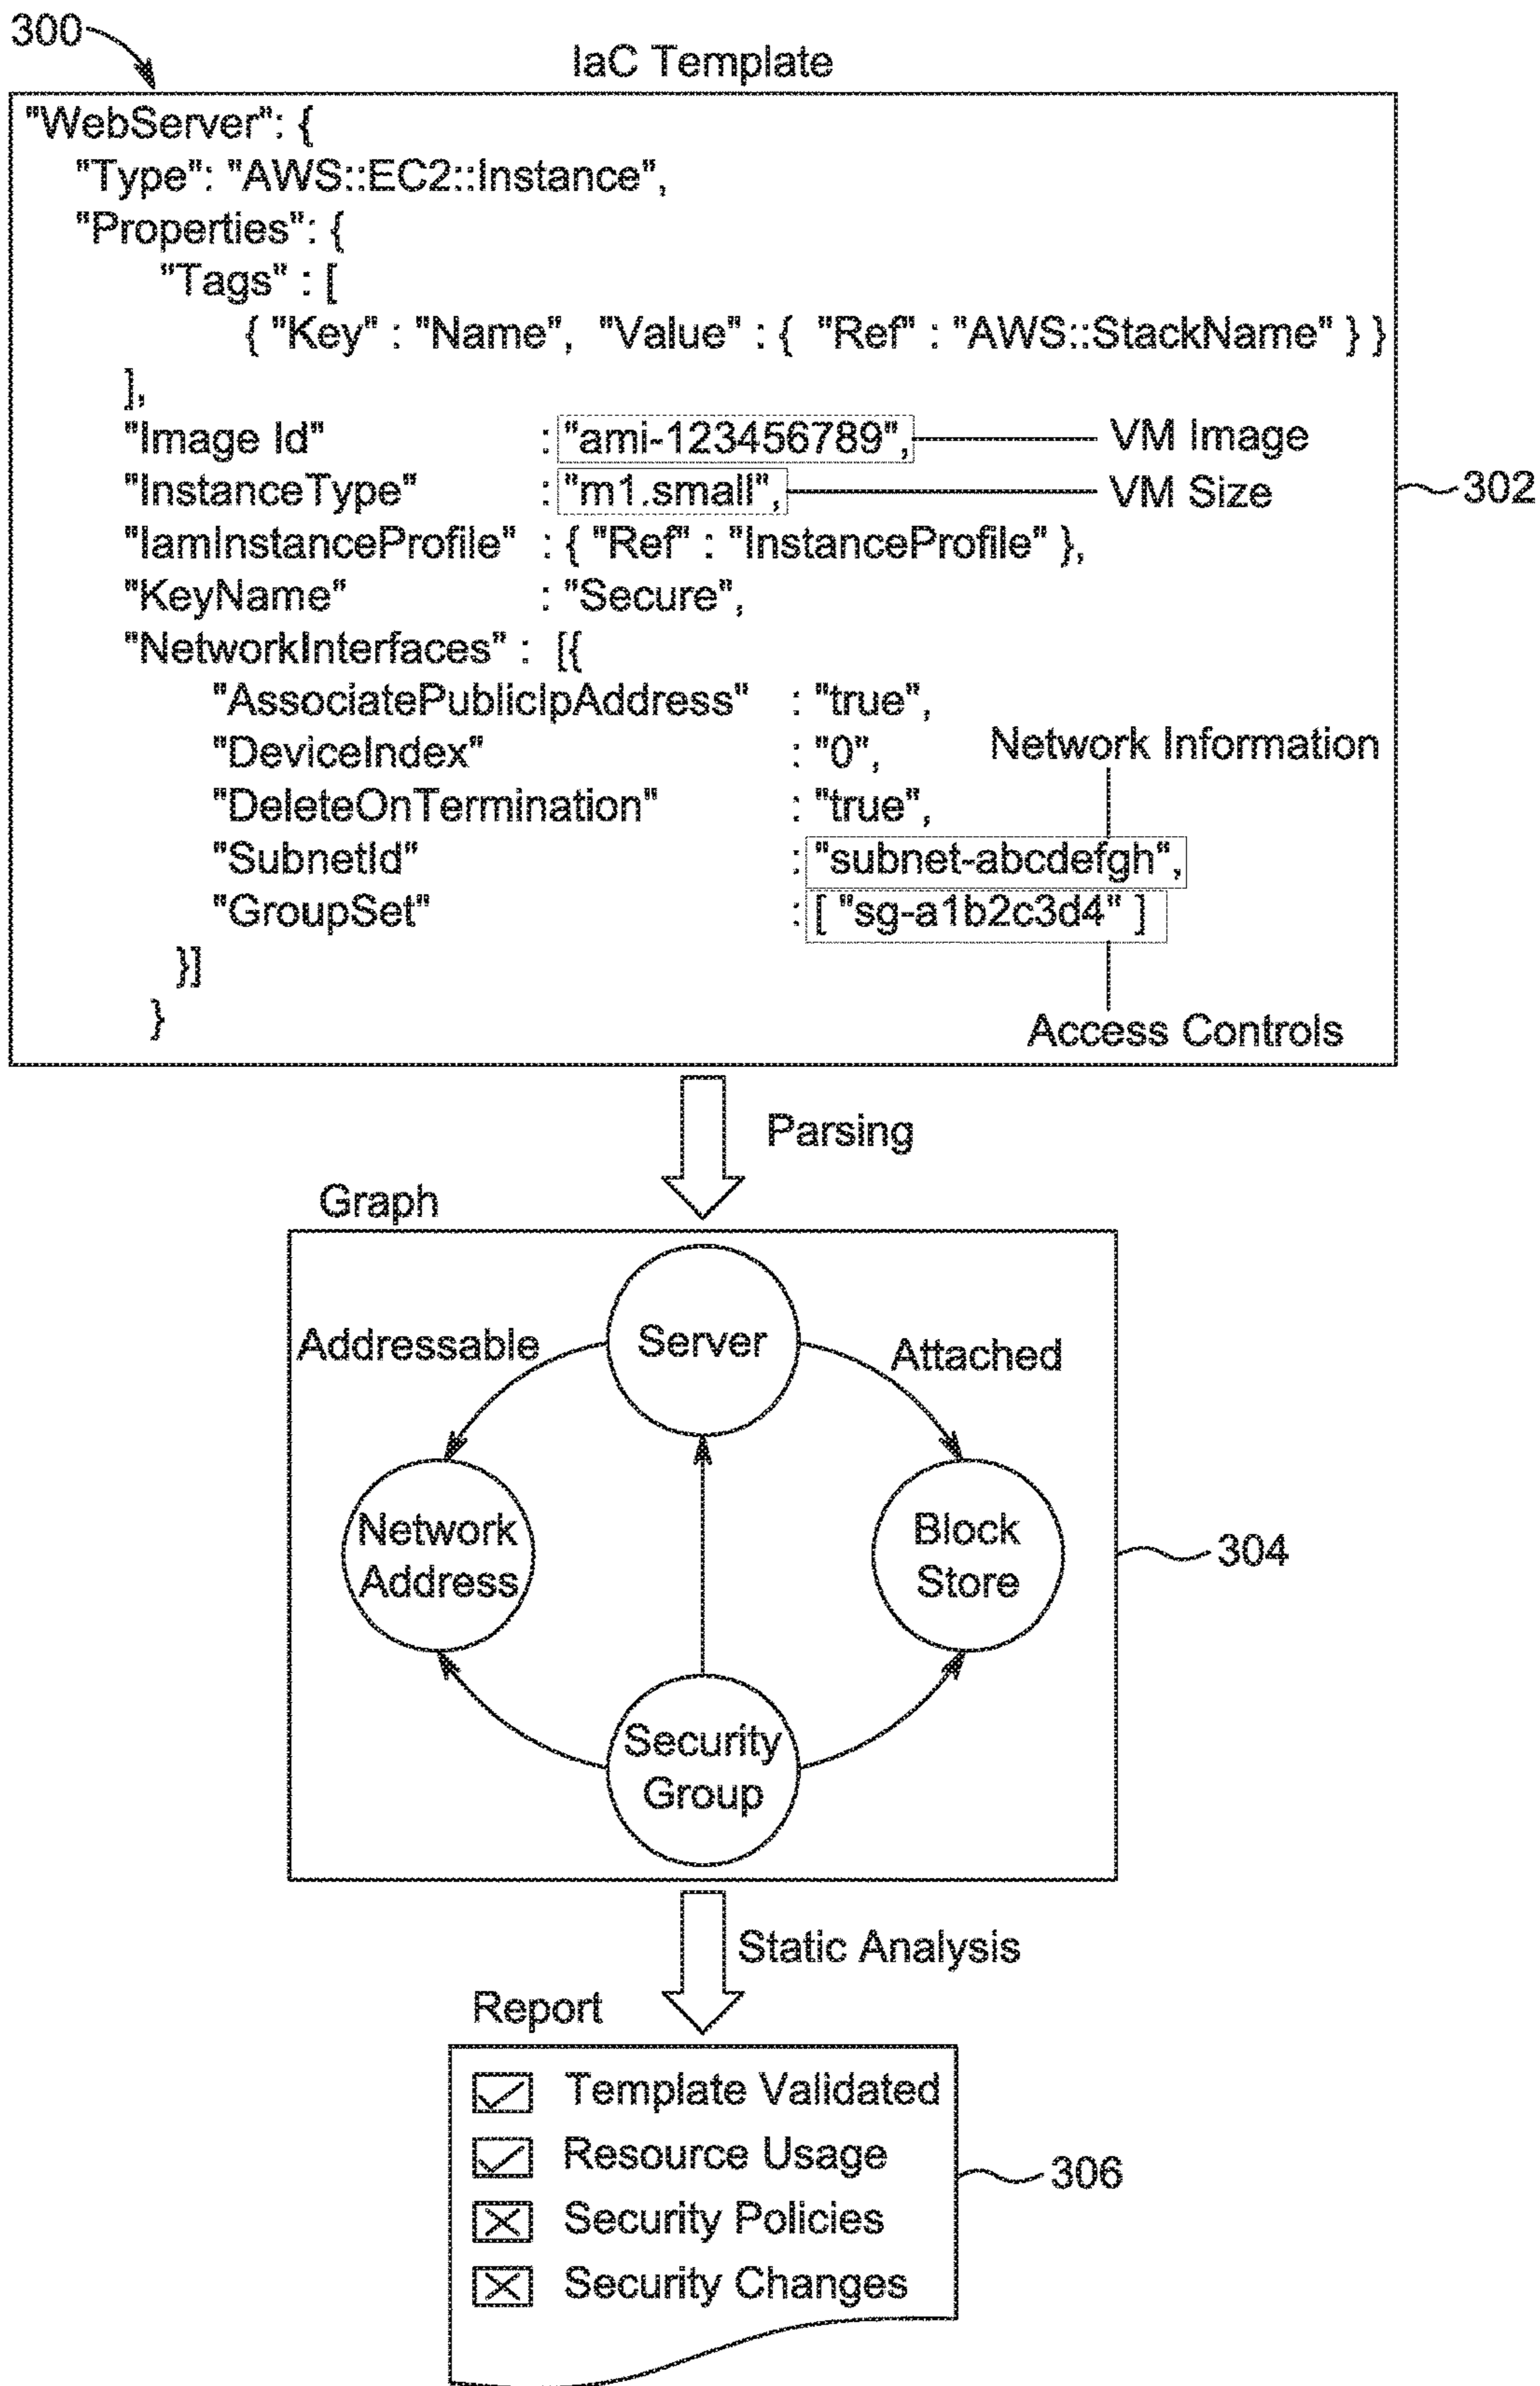 300
IaC Template
"WebServer": {
"Type": "AWS::EC2::Instance",
"Properties": {
"Tags" : [
{ "Key" : "Name", "Value" : { "Ref" : "AWS::StackName" } }
],
"Image Id" : "ami-123456789", VM Image
"InstanceType" : "m1.small", VM Size
302
"IamInstanceProfile" : { "Ref" : "InstanceProfile" },
"KeyName" : "Secure",
"NetworkInterfaces" : [{
"AssociatePublicIpAddress" : "true",
"DeviceIndex" : "0", Network Information
"DeleteOnTermination" : "true",
"SubnetId" : "subnet-abcdefgh",
"GroupSet" : [ "sg-a1b2c3d4" ]
}]
}
Access Controls
Parsing
Graph
Server
Addressable
Attached
Network
Address
Block
Store
304
Security
Group
Static Analysis
Report
Template Validated
Resource Usage
306
Security Policies
Security Changes